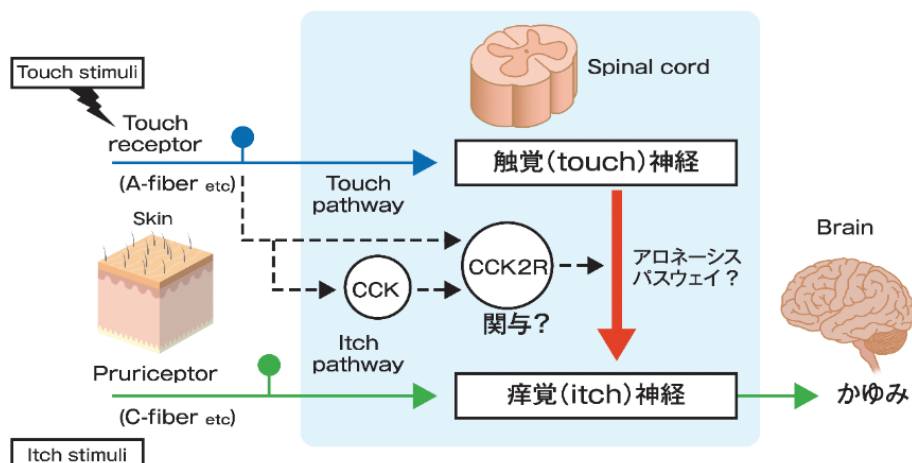 Touch stimuli
Spinal cord
Touch
receptor
(A-fiber etc)
Touch
pathway
触覚(touch)神経
Skin
CCK
CCK2R
関与?
アロネーシス
パスウェイ?
Brain
Itch
pathway
Pruriceptor
(C-fiber etc)
痒覚(itch)神経
かゆみ
Itch stimuli